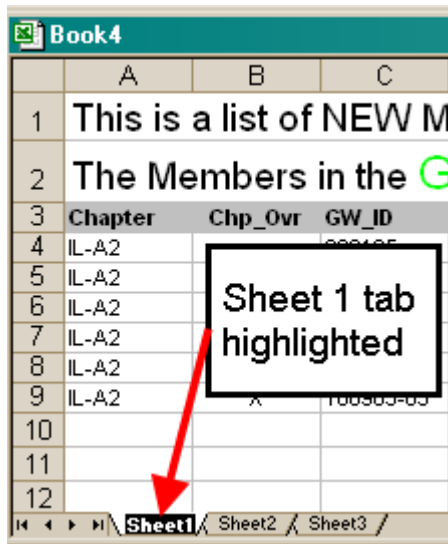 Book4
A B C
1 This is a list of NEW M
2 The Members in the G
3 Chapter Chp_Ovr GW_ID
4 IL-A2
5 IL-A2
6 IL-A2
7 IL-A2
8 IL-A2
9 IL-A2 X
Sheet 1 tab
highlighted
10
11
12
Sheet1 Sheet2 Sheet3